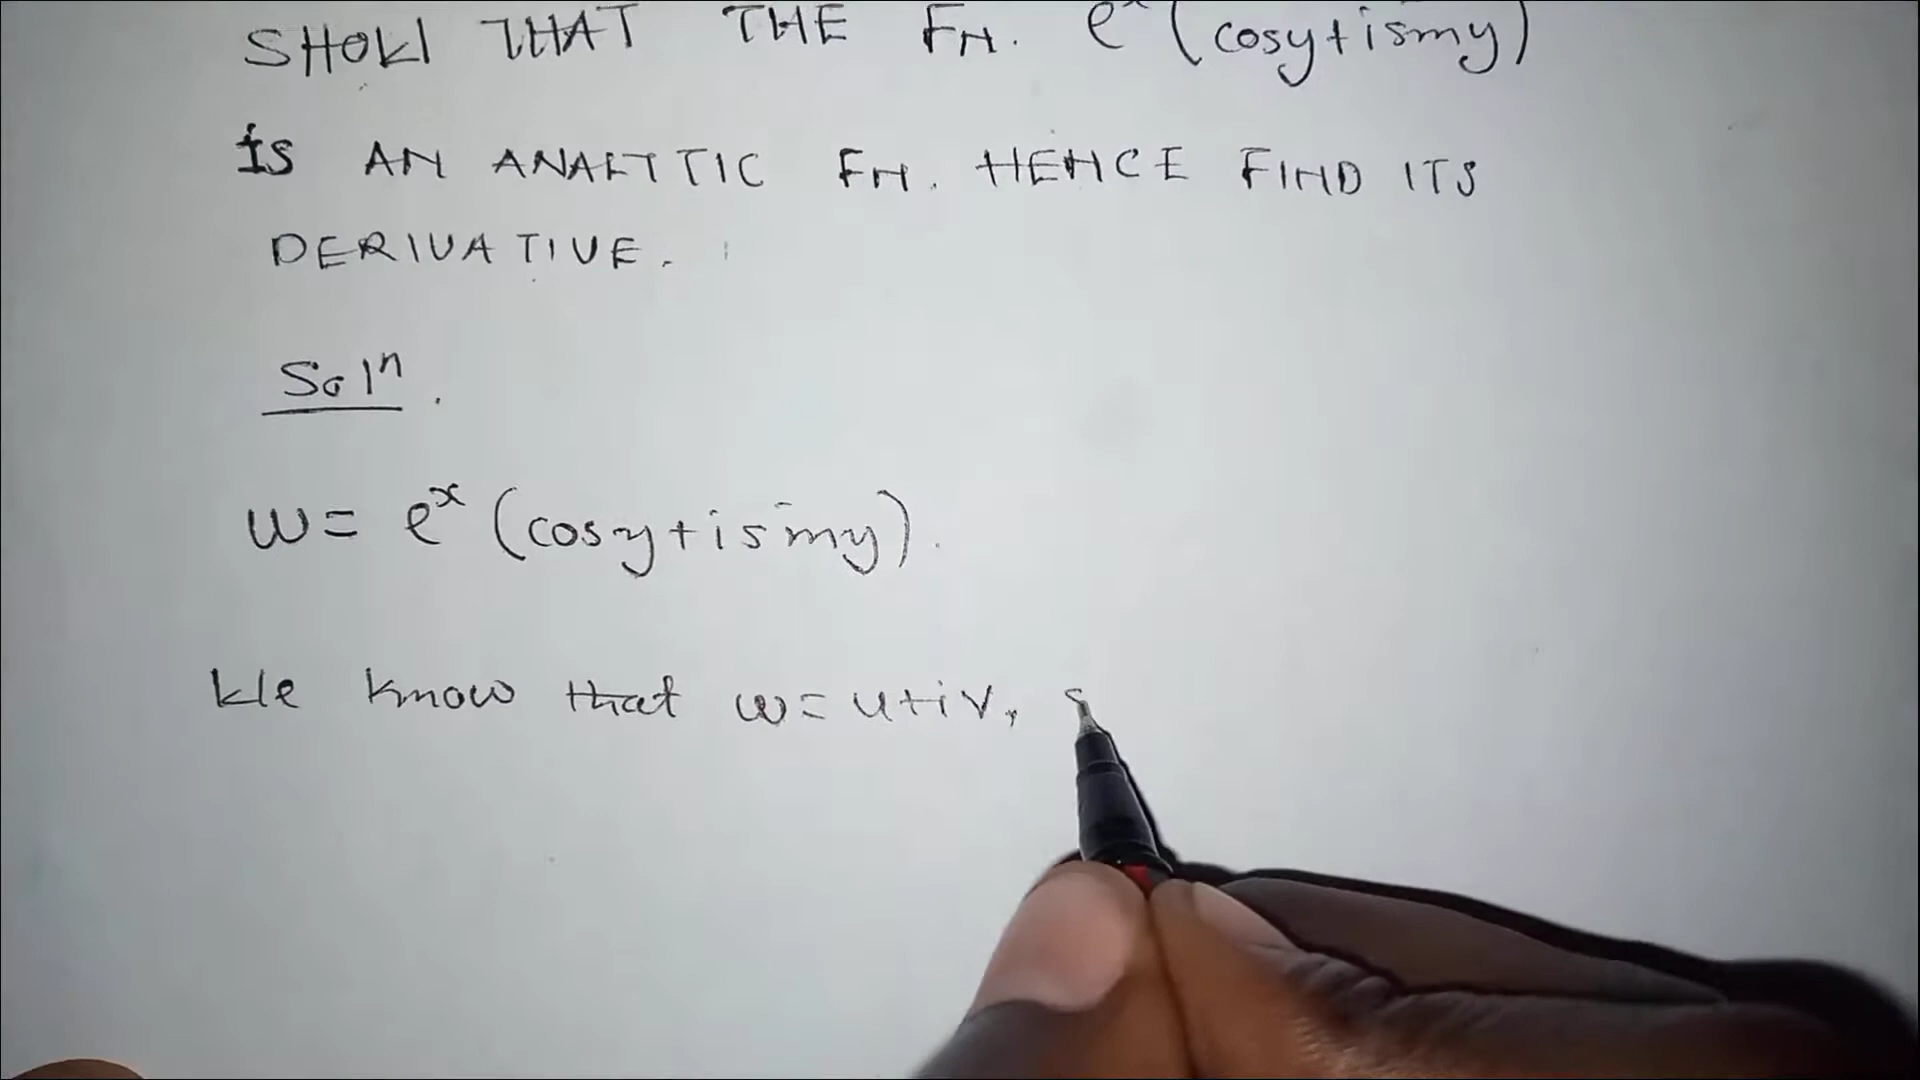 SHOW THAT THE FN. e^x (cosy+isiny)
IS AN ANALYTIC FN. HENCE FIND ITS
DERIVATIVE.
Solⁿ.
w = e^x (cosy+isiny).
We know that w=u+iv, s